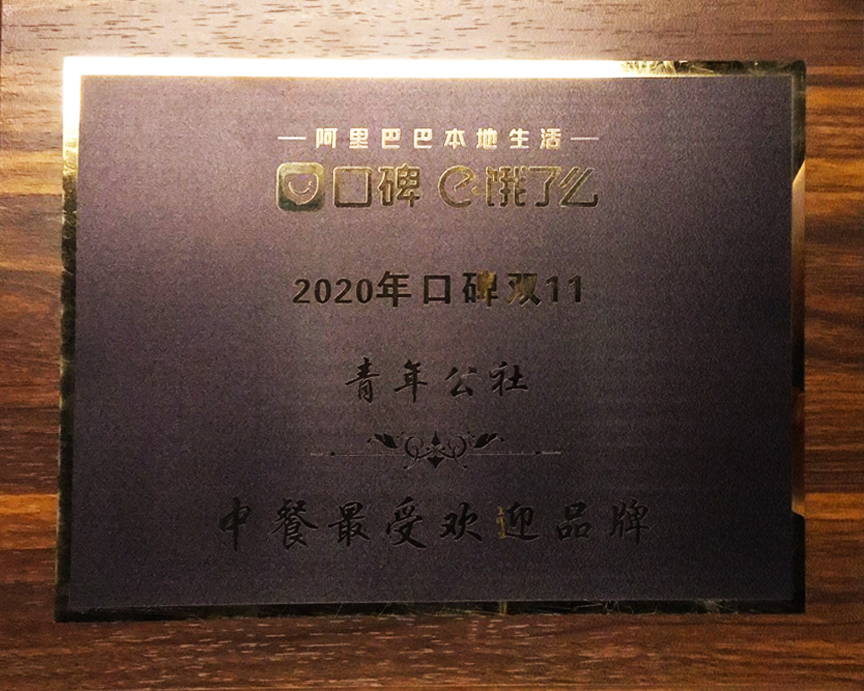 阿里巴巴本地生活
口碑 e 饿了么
2020年口碑双11
青年公社
中餐最受欢迎品牌